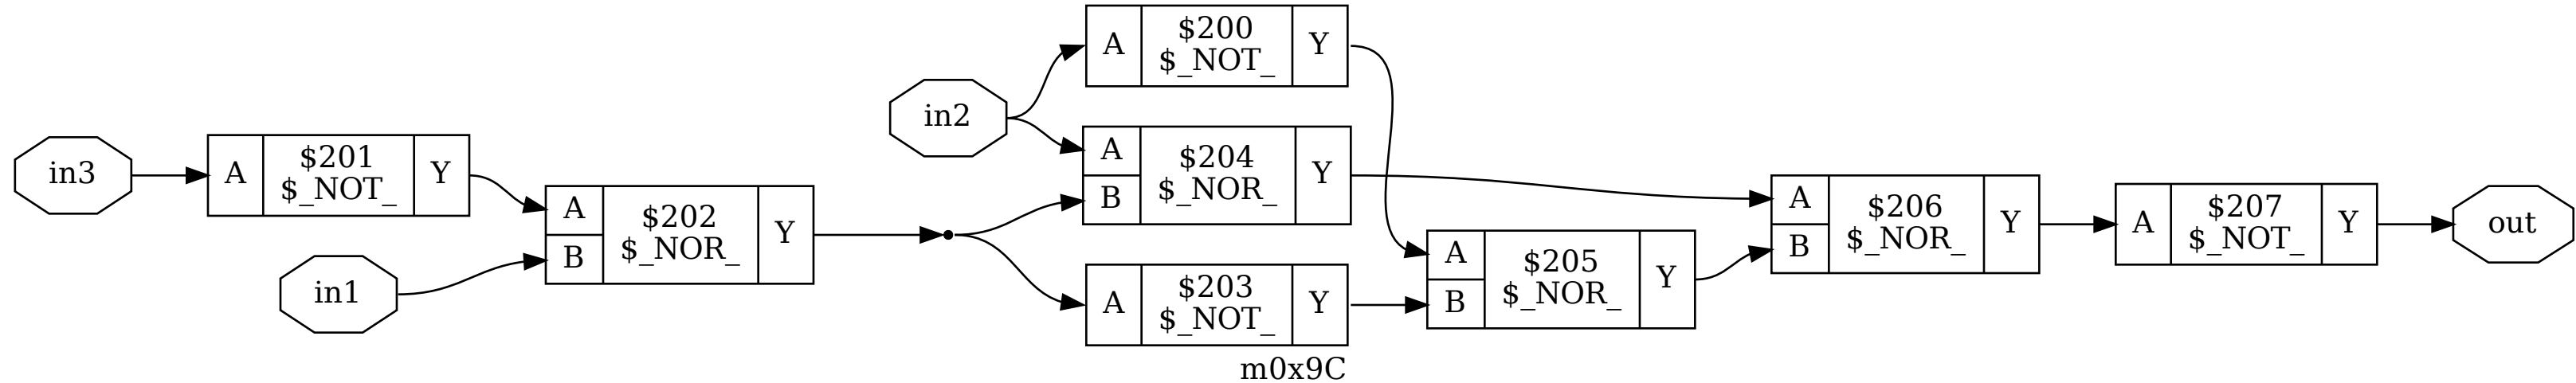 in3
A
$201
$_NOT_
Y
in1
A
B
$202
$_NOR_
Y
in2
A
$200
$_NOT_
Y
A
B
$204
$_NOR_
Y
A
$203
$_NOT_
Y
A
B
$205
$_NOR_
Y
A
B
$206
$_NOR_
Y
A
$207
$_NOT_
Y
out
m0x9C